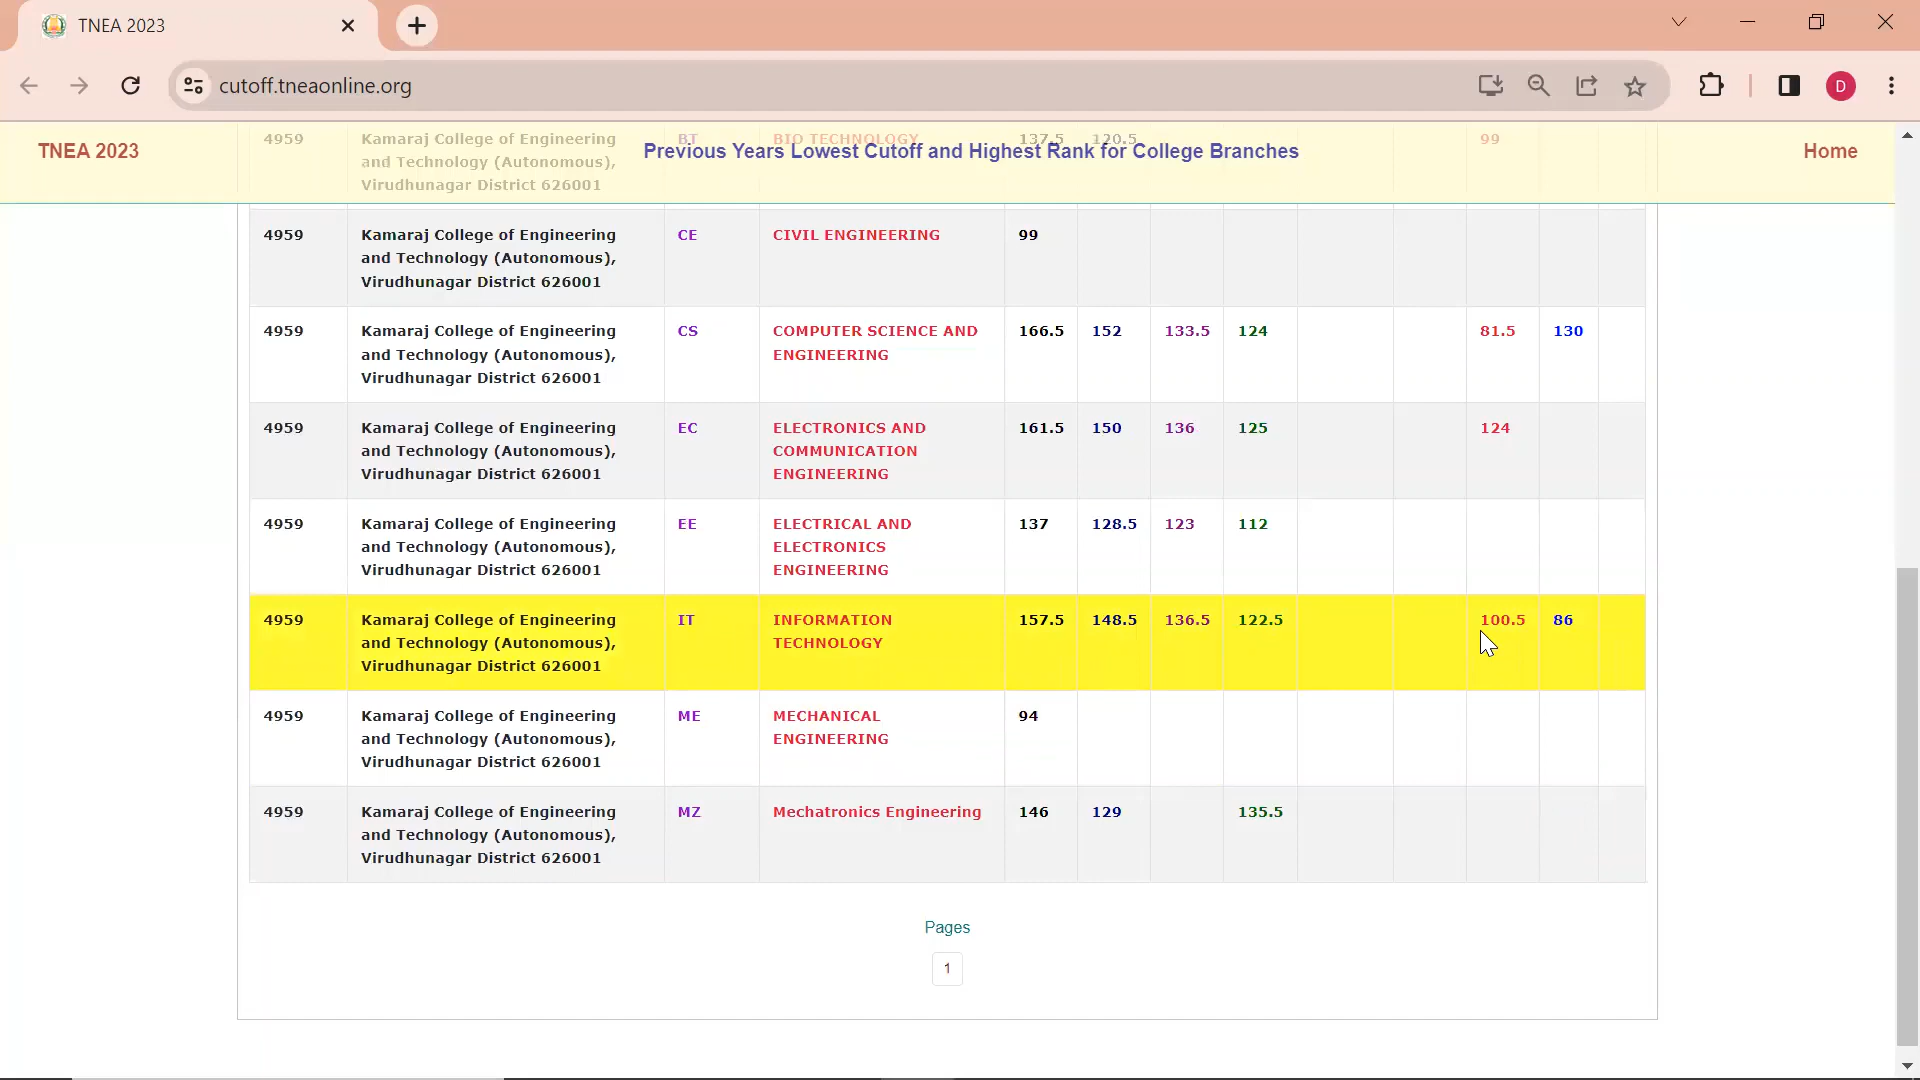 TNEA 2023
cutoff.tneaonline.org
TNEA 2023
Previous Years Lowest Cutoff and Highest Rank for College Branches
Home
4959 Kamaraj College of Engineering BT BIO TECHNOLOGY 137.5 120.5 99
and Technology (Autonomous),
Virudhunagar District 626001
4959 Kamaraj College of Engineering CE CIVIL ENGINEERING 99
and Technology (Autonomous),
Virudhunagar District 626001
4959 Kamaraj College of Engineering CS COMPUTER SCIENCE AND 166.5 152 133.5 124 81.5 130
and Technology (Autonomous), ENGINEERING
Virudhunagar District 626001
4959 Kamaraj College of Engineering EC ELECTRONICS AND 161.5 150 136 125 124
and Technology (Autonomous), COMMUNICATION
Virudhunagar District 626001 ENGINEERING
4959 Kamaraj College of Engineering EE ELECTRICAL AND 137 128.5 123 112
and Technology (Autonomous), ELECTRONICS
Virudhunagar District 626001 ENGINEERING
4959 Kamaraj College of Engineering IT INFORMATION 157.5 148.5 136.5 122.5 100.5 86
and Technology (Autonomous), TECHNOLOGY
Virudhunagar District 626001
4959 Kamaraj College of Engineering ME MECHANICAL 94
and Technology (Autonomous), ENGINEERING
Virudhunagar District 626001
4959 Kamaraj College of Engineering MZ Mechatronics Engineering 146 129 135.5
and Technology (Autonomous),
Virudhunagar District 626001
Pages
1
D